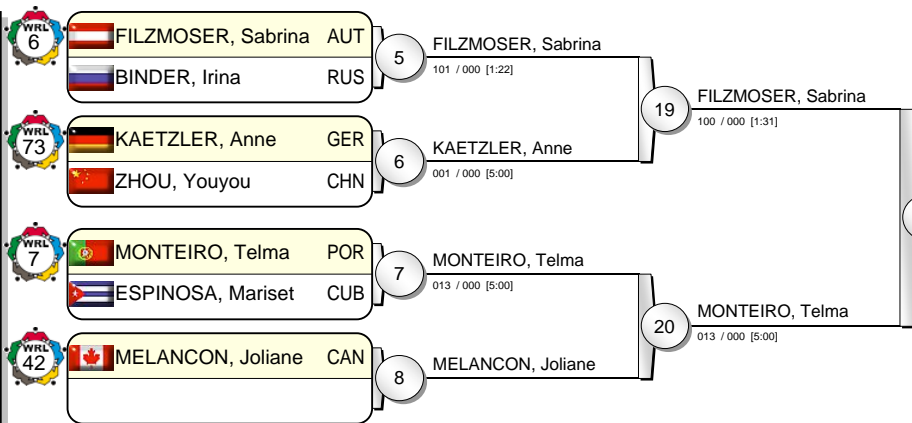 WRL
6
FILZMOSER, Sabrina AUT
BINDER, Irina RUS
5
FILZMOSER, Sabrina
101 / 000 [1:22]
WRL
73
KAETZLER, Anne GER
ZHOU, Youyou CHN
6
KAETZLER, Anne
001 / 000 [5:00]
19
FILZMOSER, Sabrina
100 / 000 [1:31]
WRL
7
MONTEIRO, Telma POR
ESPINOSA, Mariset CUB
7
MONTEIRO, Telma
013 / 000 [5:00]
WRL
42
MELANCON, Joliane CAN
8
MELANCON, Joliane
20
MONTEIRO, Telma
013 / 000 [5:00]